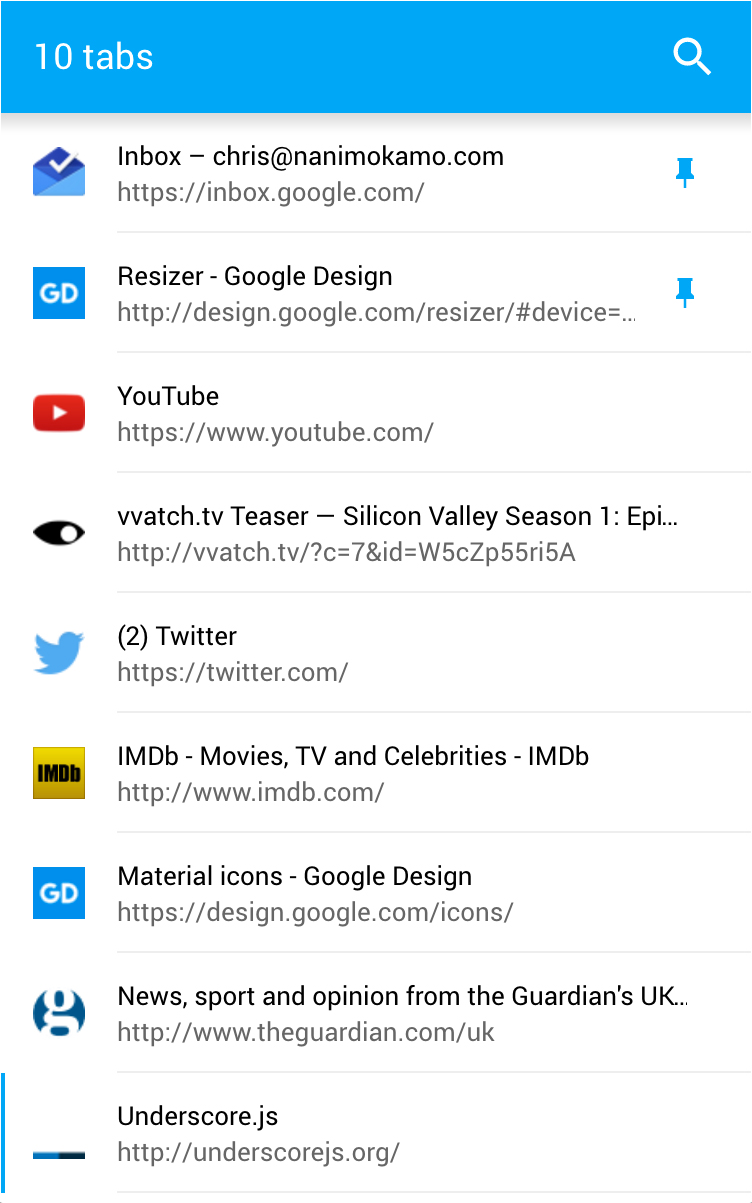 10 tabs
Inbox – chris@nanimokamo.com
https://inbox.google.com/
GD
Resizer - Google Design
http://design.google.com/resizer/#device=...
YouTube
https://www.youtube.com/
vvatch.tv Teaser — Silicon Valley Season 1: Epi...
http://vvatch.tv/?c=7&id=W5cZp55ri5A
(2) Twitter
https://twitter.com/
IMDb
IMDb - Movies, TV and Celebrities - IMDb
http://www.imdb.com/
GD
Material icons - Google Design
https://design.google.com/icons/
g
News, sport and opinion from the Guardian's UK...
http://www.theguardian.com/uk
Underscore.js
http://underscorejs.org/